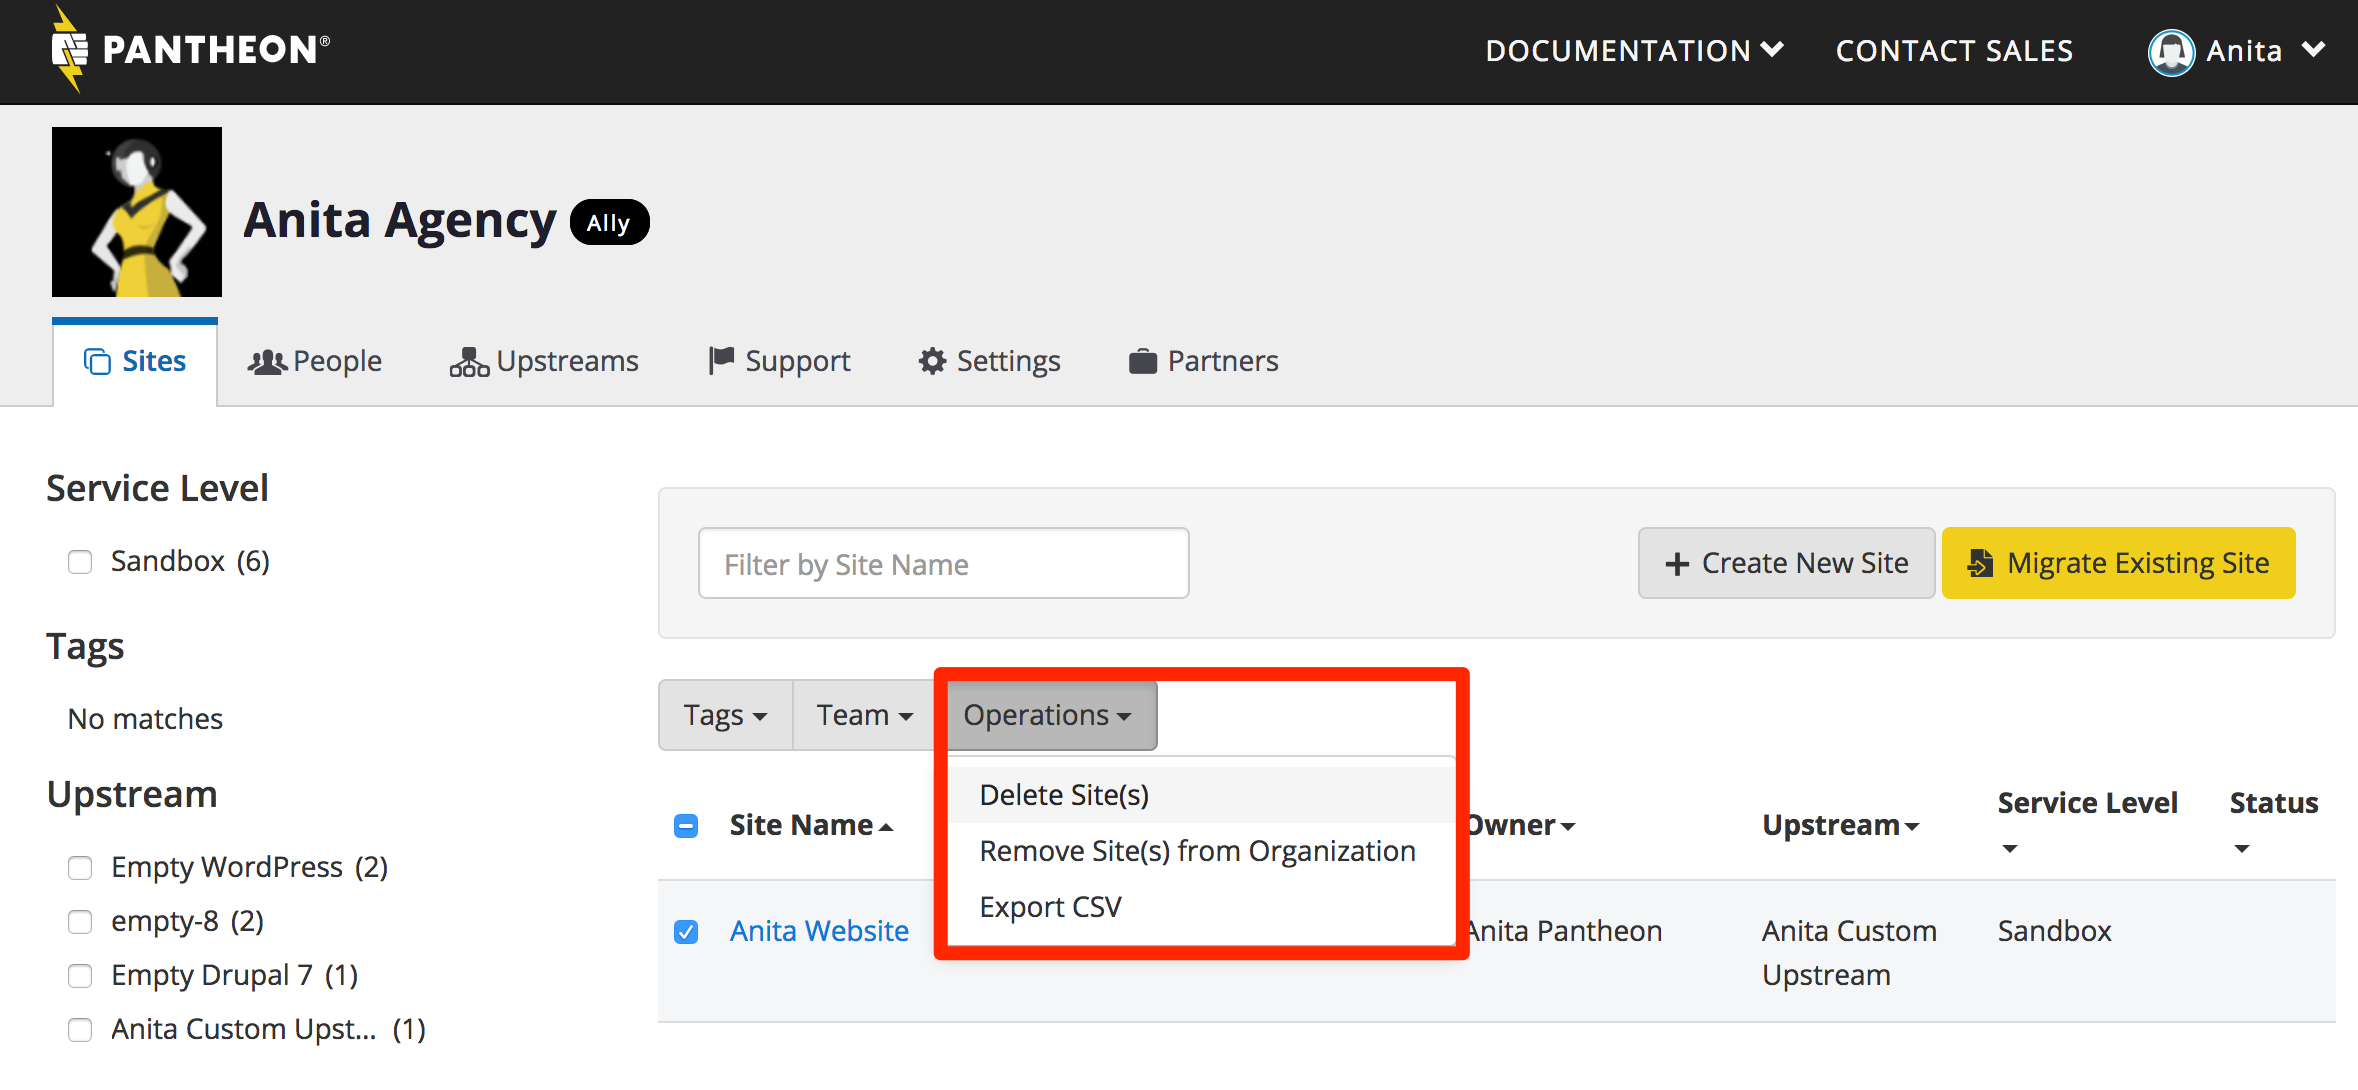 PANTHEON®
DOCUMENTATION
CONTACT SALES
Anita
Anita Agency
Ally
Sites
People
Upstreams
Support
Settings
Partners
Service Level
Sandbox (6)
Tags
No matches
Upstream
Empty WordPress (2)
empty-8 (2)
Empty Drupal 7 (1)
Anita Custom Upst... (1)
Filter by Site Name
Create New Site
Migrate Existing Site
Tags
Team
Operations
Delete Site(s)
Remove Site(s) from Organization
Export CSV
Site Name
Owner
Upstream
Service Level
Status
Anita Website
Anita Pantheon
Anita Custom
Upstream
Sandbox